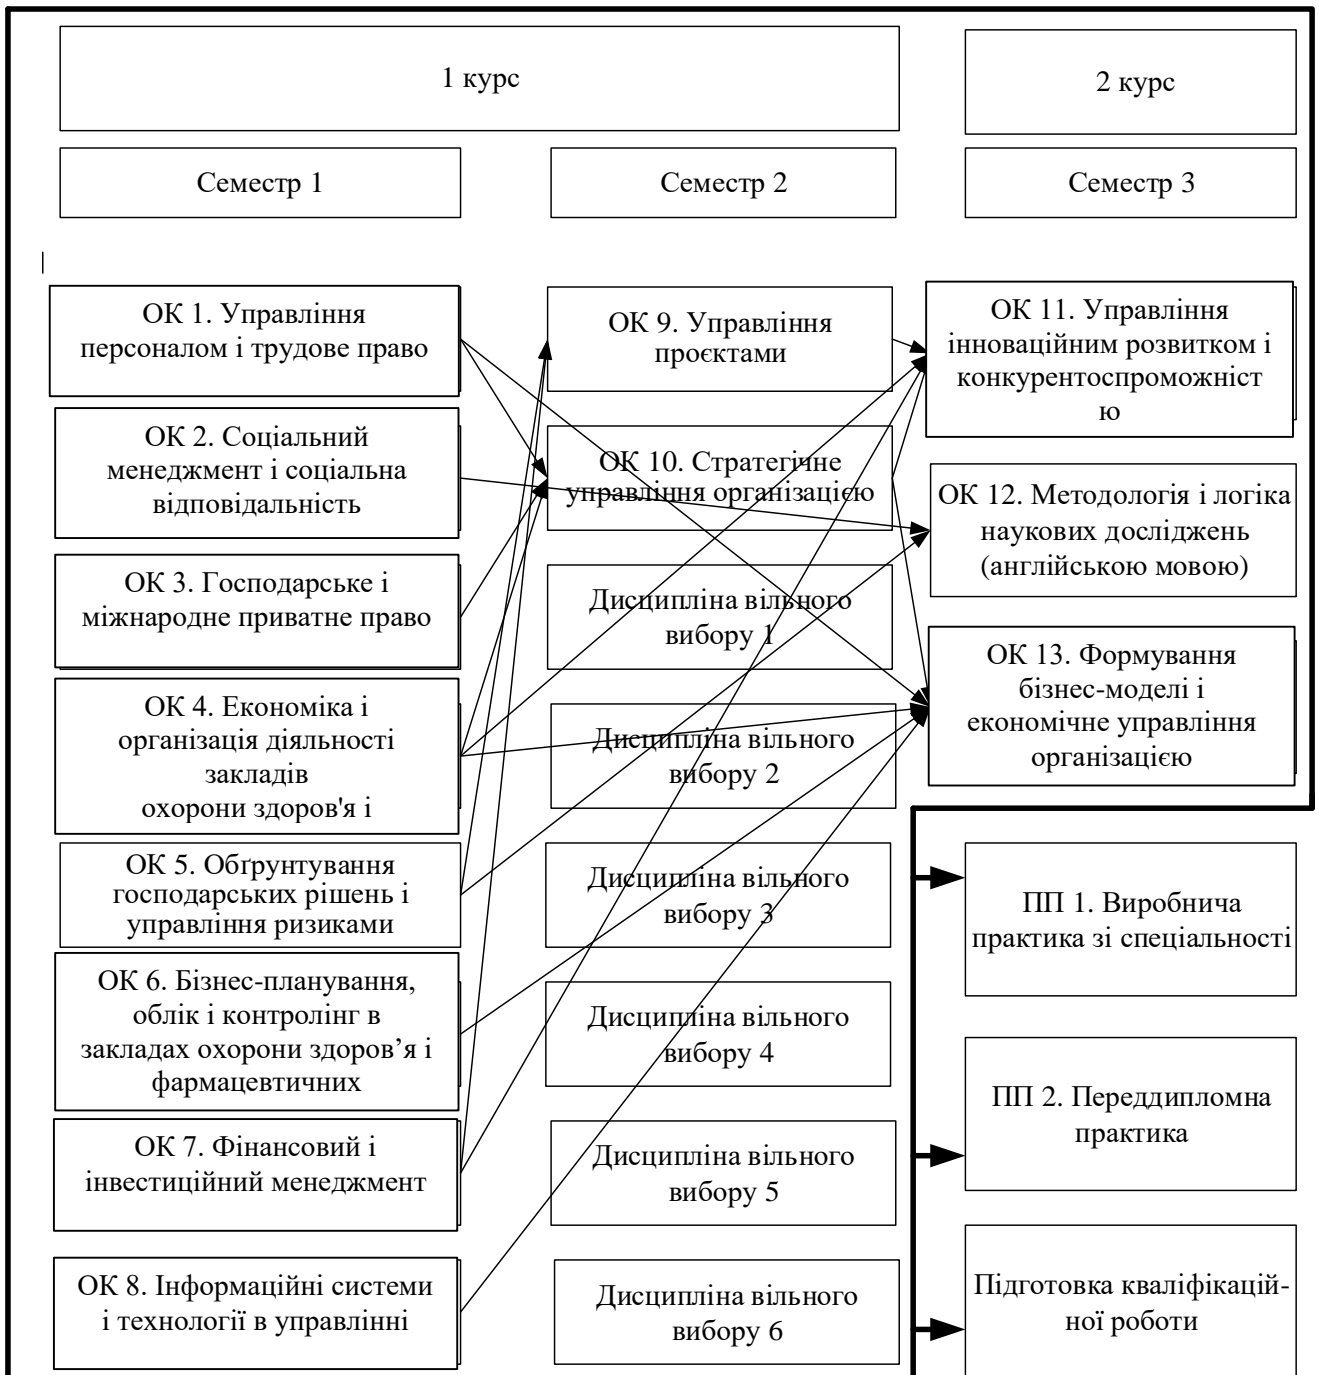 1 курс
2 курс
Семестр 1
Семестр 2
Семестр 3
ОК 1. Управління
персоналом і трудове право
ОК 2. Соціальний
менеджмент і соціальна
відповідальність
ОК 3. Господарське і
міжнародне приватне право
ОК 4. Економіка і
організація діяльності
закладів
охорони здоров'я і
ОК 5. Обґрунтування
господарських рішень і
управління ризиками
ОК 6. Бізнес-планування,
облік і контролінг в
закладах охорони здоров’я і
фармацевтичних
ОК 7. Фінансовий і
інвестиційний менеджмент
ОК 8. Інформаційні системи
і технології в управлінні
ОК 9. Управління
проєктами
ОК 10. Стратегічне
управління організацією
Дисципліна вільного
вибору 1
Дисципліна вільного
вибору 2
Дисципліна вільного
вибору 3
Дисципліна вільного
вибору 4
Дисципліна вільного
вибору 5
Дисципліна вільного
вибору 6
ОК 11. Управління
інноваційним розвитком і
конкурентоспроможніст
ю
ОК 12. Методологія і логіка
наукових досліджень
(англійською мовою)
ОК 13. Формування
бізнес-моделі і
економічне управління
організацією
ПП 1. Виробнича
практика зі спеціальності
ПП 2. Переддипломна
практика
Підготовка кваліфікацій-
ної роботи